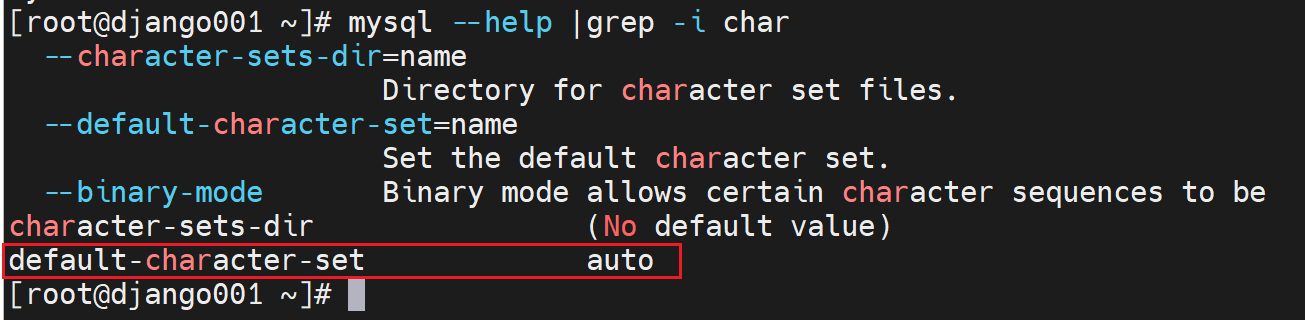 [root@django001 ~]# mysql --help |grep -i char
--character-sets-dir=name
Directory for character set files.
--default-character-set=name
Set the default character set.
--binary-mode Binary mode allows certain character sequences to be
character-sets-dir (No default value)
default-character-set auto
[root@django001 ~]#